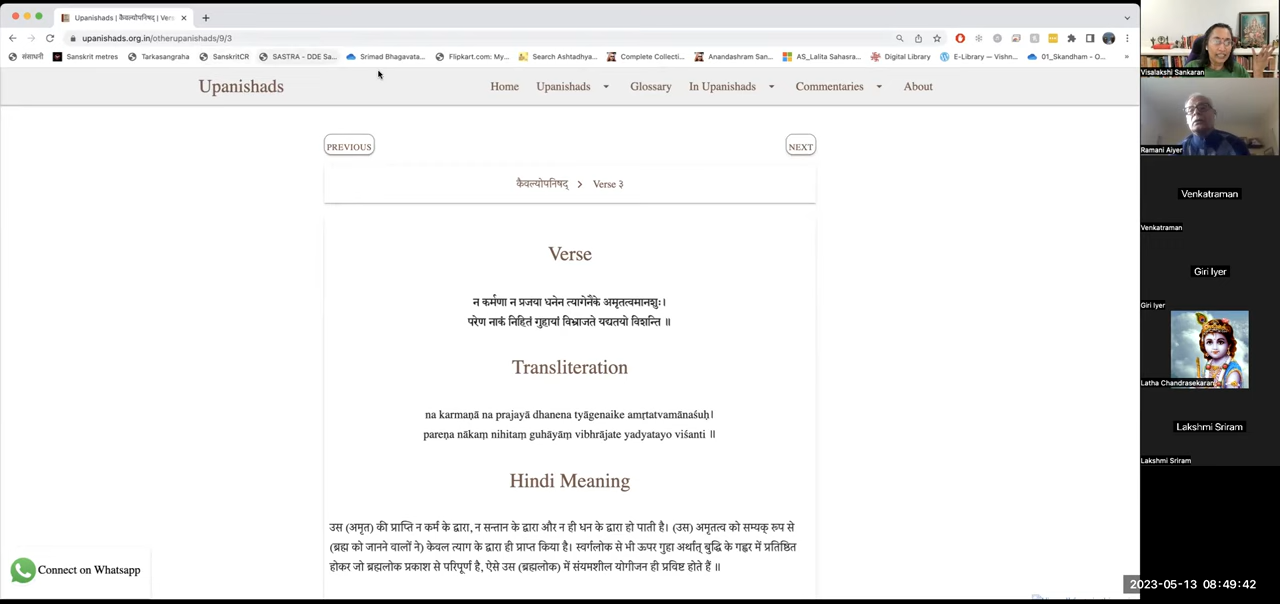 Upanishads | कैवल्योपनिषद् | Vers
upanishads.org.in/otherupanishads/9/3
संसाधनी
Sanskrit metres
Tarkasangraha
SanskritCR
SASTRA - DDE Sa...
Srimad Bhagavata...
Flipkart.com: My...
Search Ashtadhya...
Complete Collecti...
Anandashram San...
AS_Lalita Sahasra...
Digital Library
E-Library – Vishn...
01_Skandham - O...
Upanishads
Home
Upanishads
Glossary
In Upanishads
Commentaries
About
PREVIOUS
NEXT
कैवल्योपनिषद् > Verse ३
Verse
न कर्मणा न प्रजया धनेन त्यागेनैके अमृतत्वमानशुः।
परेण नाकं निहितं गुहायां विभ्राजते यद्यतयो विशन्ति ॥
Transliteration
na karmaṇā na prajayā dhanena tyāgenaike amṛtatvamānaśuḥ।
pareṇa nākaṃ nihitaṃ guhāyāṃ vibhrājate yadyatayo viśanti ॥
Hindi Meaning
उस (अमृत) की प्राप्ति न कर्म के द्वारा, न सन्तान के द्वारा और न ही धन के द्वारा हो पाती है। (उस) अमृतत्व को सम्यक् रूप से
(ब्रह्म को जानने वालों ने) केवल त्याग के द्वारा ही प्राप्त किया है। स्वर्गलोक से भी ऊपर गुहा अर्थात् बुद्धि के गह्वर में प्रतिष्ठित
होकर जो ब्रह्मलोक प्रकाश से परिपूर्ण है, ऐसे उस (ब्रह्मलोक) में संयमशील योगीजन ही प्रविष्ट होते हैं ॥
Connect on Whatsapp
Visalakshi Sankaran
Ramani Aiyer
Venkatraman
Venkatraman
Giri Iyer
Giri Iyer
Latha Chandrasekaran
Lakshmi Sriram
Lakshmi Sriram
2023-05-13 08:49:42